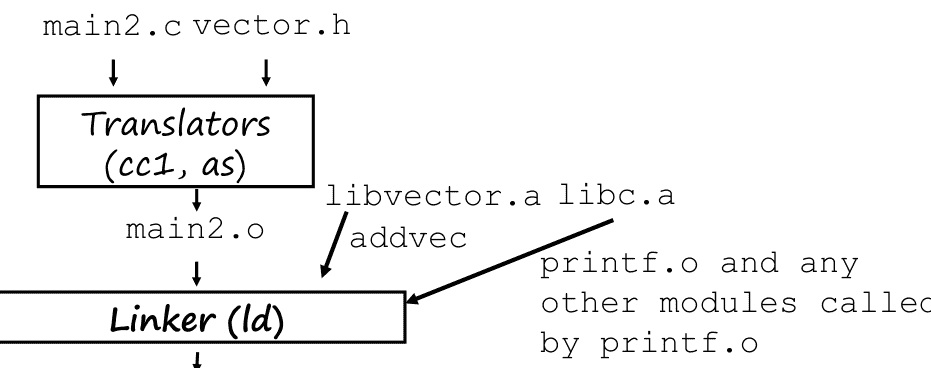 main2.c vector.h
Translators
(cc1, as)
libvector.a libc.a
main2.o
addvec
printf.o and any
other modules called
by printf.o
Linker (ld)